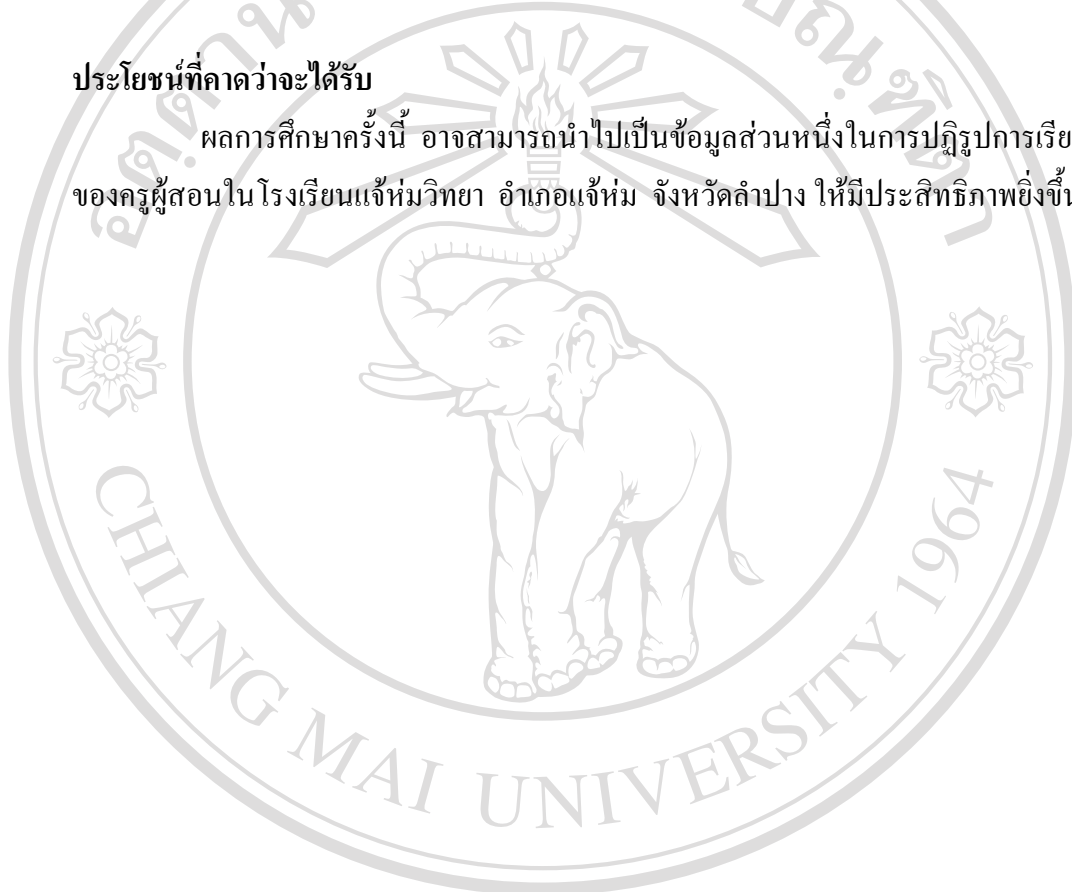 ประโยชน์ที่คาดว่าจะได้รับ
ผลการศึกษาครั้งนี้ อาจสามารถนำไปเป็นข้อมูลส่วนหนึ่งในการปฏิรูปการเรีย
ของครูผู้สอนในโรงเรียนแจ้ห่มวิทยา อำเภอแจ้ห่ม จังหวัดลำปาง ให้มีประสิทธิภาพยิ่งขึ้น
CHIANG MAI UNIVERSITY 1964